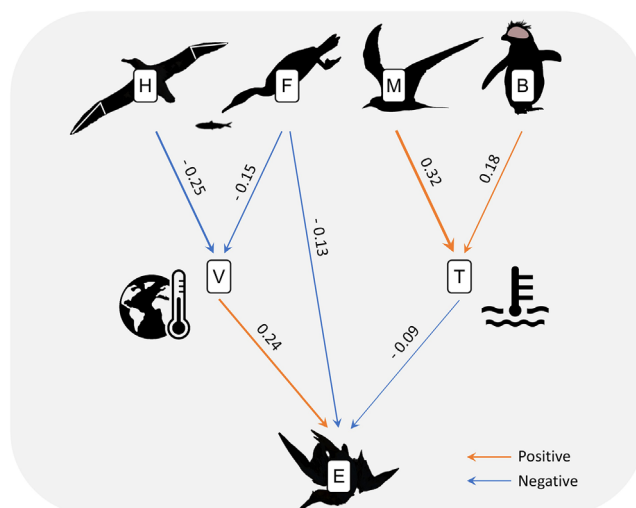 H
F
M
B
- 0.25
- 0.15
- 0.13
0.32
0.18
V
T
0.24
- 0.09
E
Positive
Negative